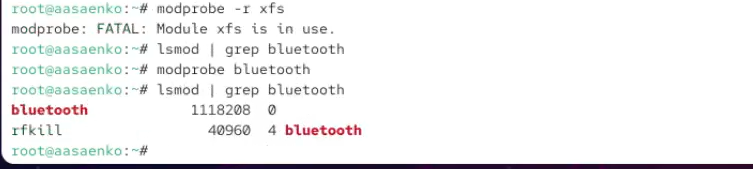 root@aasaenko:~# modprobe -r xfs
modprobe: FATAL: Module xfs is in use.
root@aasaenko:~# lsmod | grep bluetooth
root@aasaenko:~# modprobe bluetooth
root@aasaenko:~# lsmod | grep bluetooth
bluetooth            1118208  0
rfkill                 40960  4 bluetooth
root@aasaenko:~#